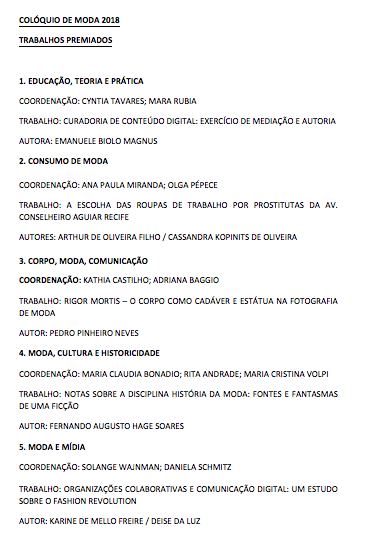 COLÓQUIO DE MODA 2018
TRABALHOS PREMIADOS
1. EDUCAÇÃO, TEORIA E PRÁTICA
COORDENAÇÃO: CYNTIA TAVARES; MARA RUBIA
TRABALHO: CURADORIA DE CONTEÚDO DIGITAL: EXERCÍCIO DE MEDIAÇÃO E AUTORIA
AUTORA: EMANUELE BIOLO MAGNUS
2. CONSUMO DE MODA
COORDENAÇÃO: ANA PAULA MIRANDA; OLGA PÉPECE
TRABALHO: A ESCOLHA DAS ROUPAS DE TRABALHO POR PROSTITUTAS DA AV.
CONSELHEIRO AGUIAR RECIFE
AUTORES: ARTHUR DE OLIVEIRA FILHO / CASSANDRA KOPINITS DE OLIVEIRA
3. CORPO, MODA, COMUNICAÇÃO
COORDENAÇÃO: KATHIA CASTILHO; ADRIANA BAGGIO
TRABALHO: RIGOR MORTIS – O CORPO COMO CADÁVER E ESTÁTUA NA FOTOGRAFIA
DE MODA
AUTOR: PEDRO PINHEIRO NEVES
4. MODA, CULTURA E HISTORICIDADE
COORDENAÇÃO: MARIA CLAUDIA BONADIO; RITA ANDRADE; MARIA CRISTINA VOLPI
TRABALHO: NOTAS SOBRE A DISCIPLINA HISTÓRIA DA MODA: FONTES E FANTASMAS
DE UMA FICÇÃO
AUTOR: FERNANDO AUGUSTO HAGE SOARES
5. MODA E MÍDIA
COORDENAÇÃO: SOLANGE WAJNMAN; DANIELA SCHMITZ
TRABALHO: ORGANIZAÇÕES COLABORATIVAS E COMUNICAÇÃO DIGITAL: UM ESTUDO
SOBRE O FASHION REVOLUTION
AUTOR: KARINE DE MELLO FREIRE / DEISE DA LUZ